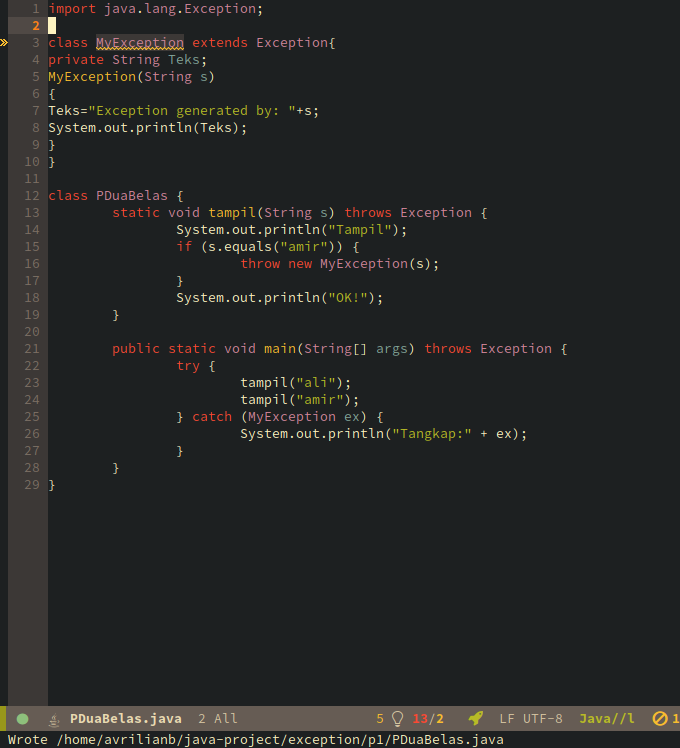 1 import java.lang.Exception;
2
3 class MyException extends Exception{
4 private String Teks;
5 MyException(String s)
6 {
7 Teks="Exception generated by: "+s;
8 System.out.println(Teks);
9 }
10 }
11
12 class PDuaBelas {
13 static void tampil(String s) throws Exception {
14 System.out.println("Tampil");
15 if (s.equals("amir")) {
16 throw new MyException(s);
17 }
18 System.out.println("OK!");
19 }
20
21 public static void main(String[] args) throws Exception {
22 try {
23 tampil("ali");
24 tampil("amir");
25 } catch (MyException ex) {
26 System.out.println("Tangkap:" + ex);
27 }
28 }
29 }
PDuaBelas.java 2 All 5 13/2 LF UTF-8 Java//l 1
Wrote /home/avrilianb/java-project/exception/p1/PDuaBelas.java